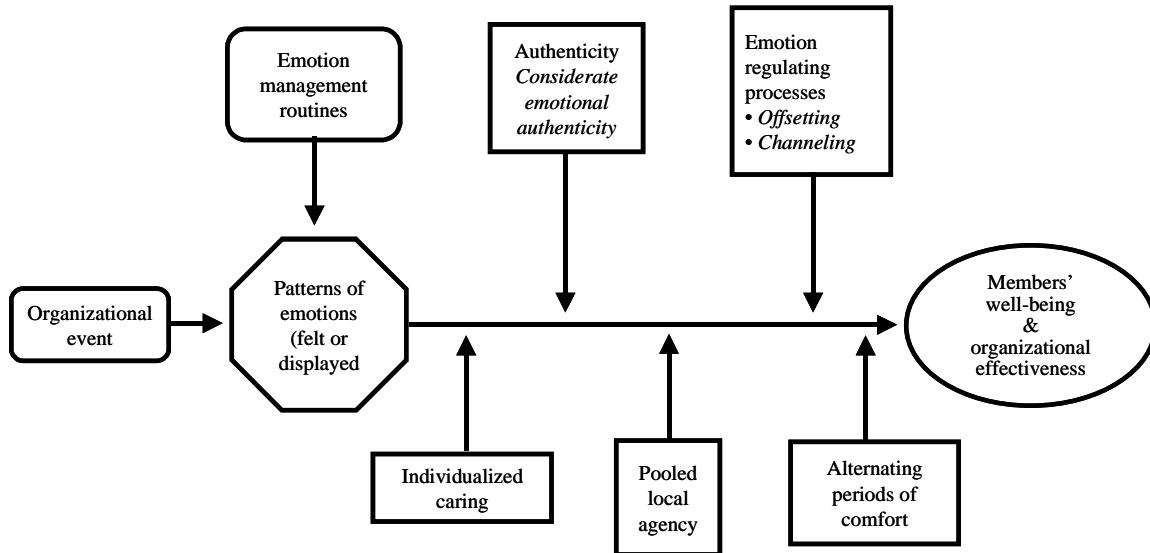 Emotion
management
routines
Authenticity
Considerate
emotional
authenticity
Emotion
regulating
processes
• Offsetting
• Channeling
Organizational
event
Patterns of
emotions
(felt or
displayed
Members’
well-being
&
organizational
effectiveness
Individualized
caring
Pooled
local
agency
Alternating
periods of
comfort